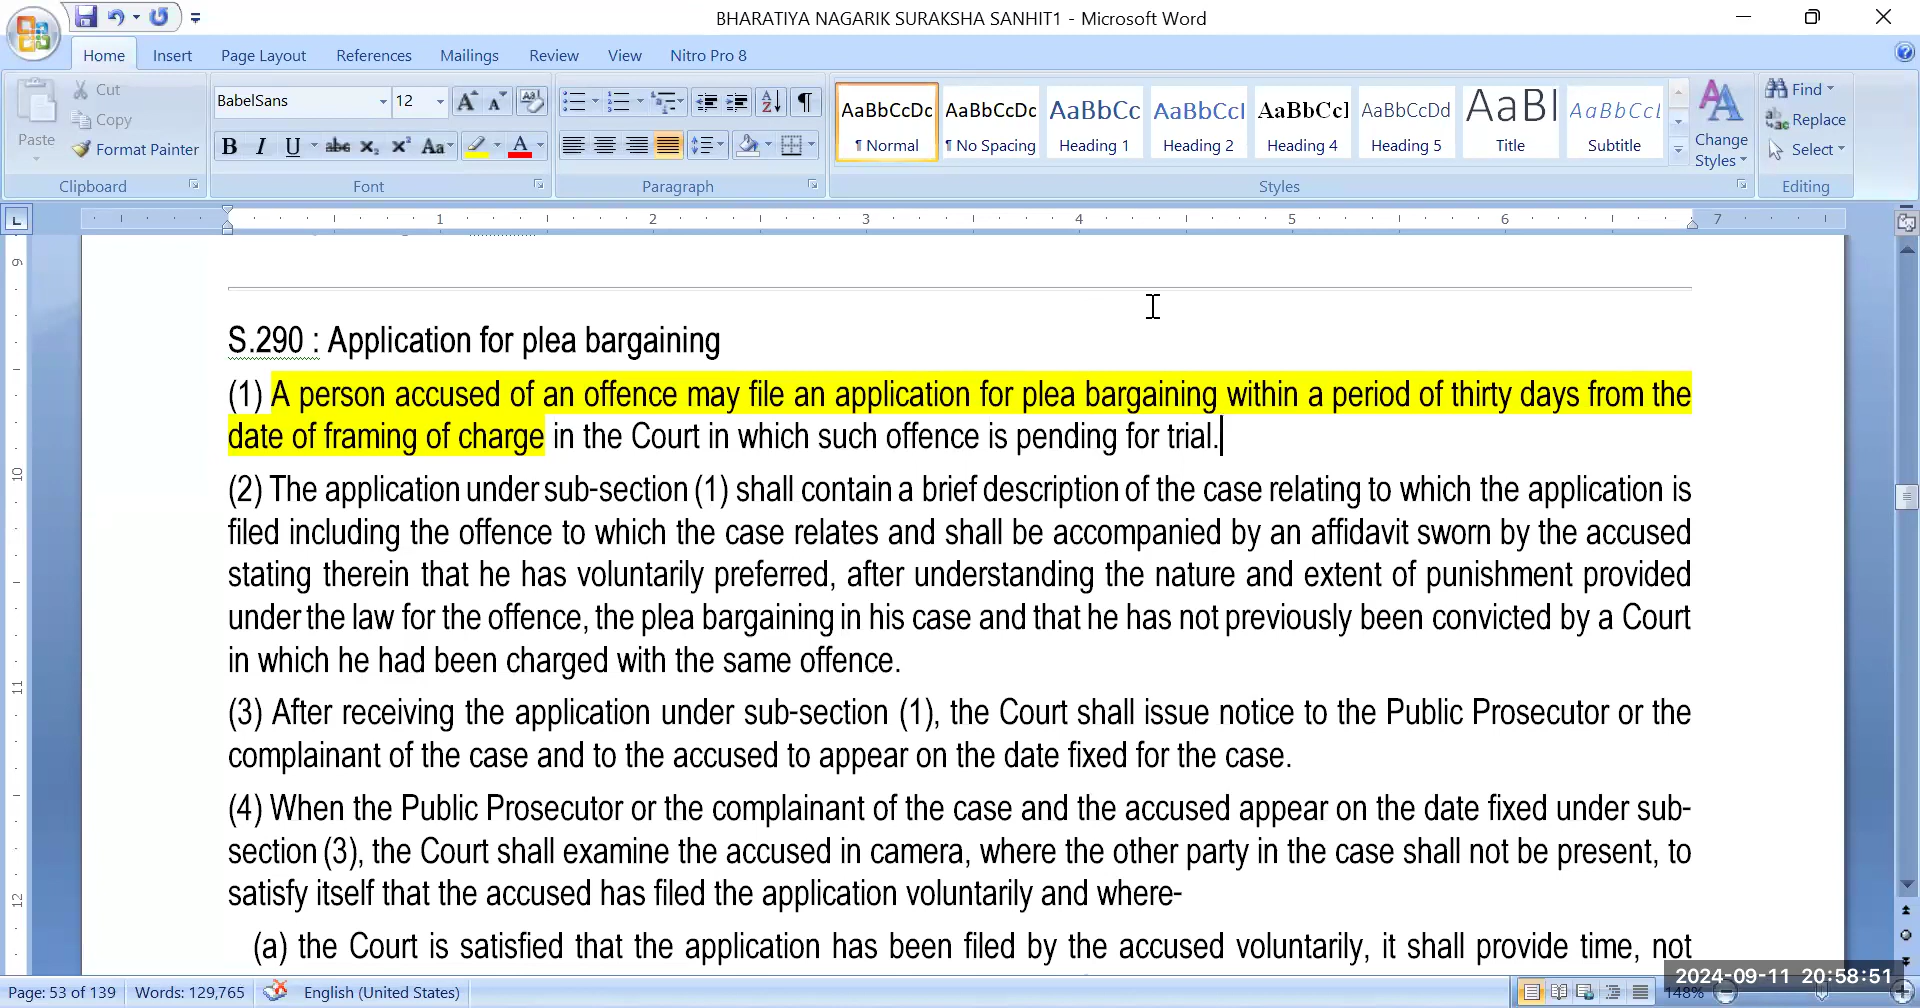 BHARATIYA NAGARIK SURAKSHA SANHIT1 - Microsoft Word
Home Insert Page Layout References Mailings Review View Nitro Pro 8
Paste Cut Copy Format Painter
BabelSans 12
AaBbCcDc AaBbCcDc AaBbCc AaBbCcI AaBbCcI AaBbCcDd AaBl AaBbCcL
¶ Normal ¶ No Spacing Heading 1 Heading 2 Heading 4 Heading 5 Title Subtitle
Change Styles
Find
Replace
Select
Clipboard Font Paragraph Styles Editing
1 2 3 4 5 6 7
9
10
11
12
S.290 : Application for plea bargaining
(1) A person accused of an offence may file an application for plea bargaining within a period of thirty days from the
date of framing of charge in the Court in which such offence is pending for trial.
(2) The application under sub-section (1) shall contain a brief description of the case relating to which the application is
filed including the offence to which the case relates and shall be accompanied by an affidavit sworn by the accused
stating therein that he has voluntarily preferred, after understanding the nature and extent of punishment provided
under the law for the offence, the plea bargaining in his case and that he has not previously been convicted by a Court
in which he had been charged with the same offence.
(3) After receiving the application under sub-section (1), the Court shall issue notice to the Public Prosecutor or the
complainant of the case and to the accused to appear on the date fixed for the case.
(4) When the Public Prosecutor or the complainant of the case and the accused appear on the date fixed under sub-
section (3), the Court shall examine the accused in camera, where the other party in the case shall not be present, to
satisfy itself that the accused has filed the application voluntarily and where-
(a) the Court is satisfied that the application has been filed by the accused voluntarily, it shall provide time, not
2024-09-11 20:58:51
Page: 53 of 139 Words: 129,765 English (United States) 148%